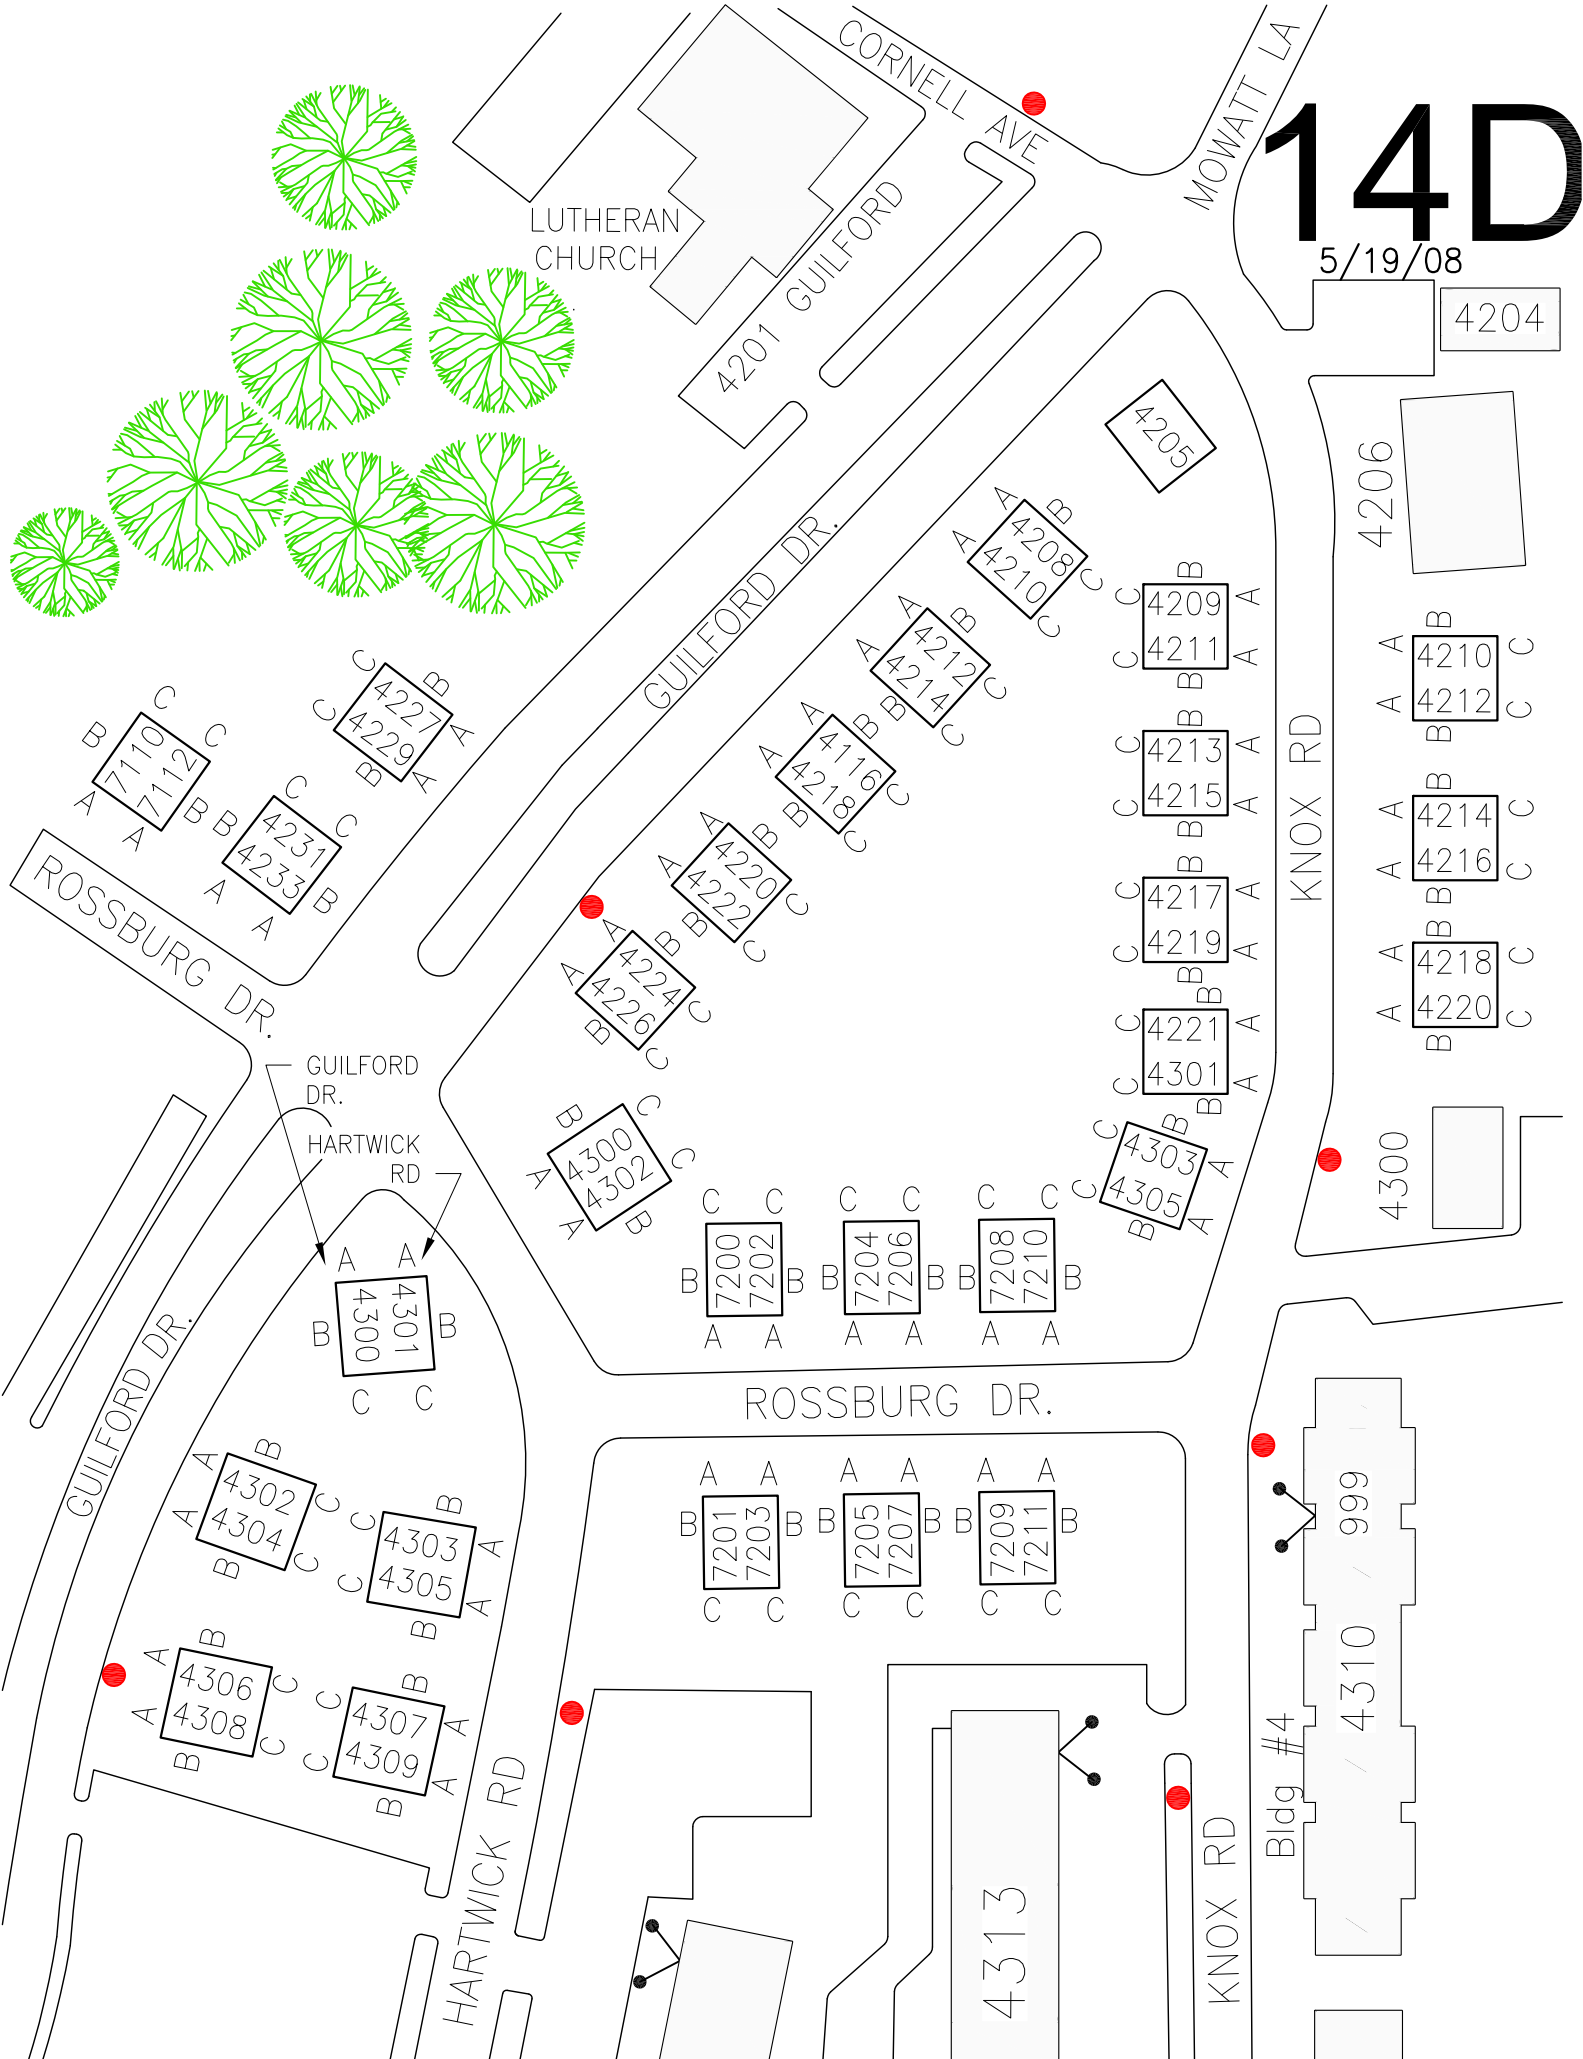 CORNELL AVE
MOWATT LA
14D
5/19/08
LUTHERAN
CHURCH
4201 GUILFORD
4204
4205
4206
GUILFORD DR.
A
B
4208
A
4210
C
C
A
B
4212
A
4214
C
B
C
A
B
4116
A
4218
C
B
C
A
B
4220
A
4222
C
B
C
A
B
4224
A
4226
C
B
C
B
C
4209
A
C
4211
A
B
B
C
4213
A
C
4215
A
B
B
C
4217
A
C
4219
A
B
B
C
4221
A
C
4301
A
B
C
B
4303
A
C
4305
A
B
KNOX RD
B
A
4210
C
A
4212
C
B
B
A
4214
C
A
4216
C
B
B
A
4218
C
A
4220
C
B
4300
C
B
4227
A
C
4229
A
B
C
C
B
7110
7112
B
A
A
C
C
B
4231
4233
B
A
A
ROSSBURG DR.
GUILFORD
DR.
HARTWICK
RD
B
C
4300
C
A
4302
A
B
C C
B
7200
7202
B
A A
C C
B
7204
7206
B
A A
C C
B
7208
7210
B
A A
A A
B
4300
4301
B
C C
ROSSBURG DR.
GUILFORD DR.
A
B
4302
C
A
4304
C
B
B
C
4303
A
C
4305
A
B
A A
B
7201
7203
B
C C
A A
B
7205
7207
B
C C
A A
B
7209
7211
B
C C
B
A
4306
C
A
4308
C
B
B
C
4307
A
C
4309
A
B
HARTWICK RD
4313
KNOX RD
Bldg #4
999
4310